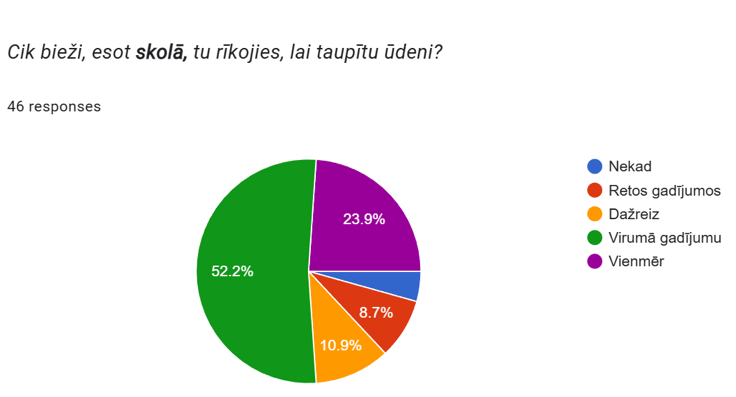 Cik bieži, esot skolā, tu rīkojies, lai taupītu ūdeni?
46 responses
Nekad
Retos gadījumos
Dažreiz
Virumā gadījumu
Vienmēr
23.9%
52.2%
8.7%
10.9%